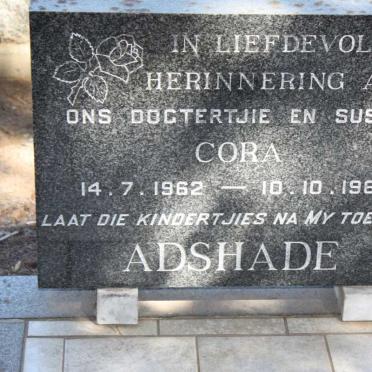 IN LIEFDEVOL
HERINNERING A
ONS DOGTERTJIE EN SUS
CORA
14.7.1962 — 10.10.196
LAAT DIE KINDERTJIES NA MY TOE
ADSHADE